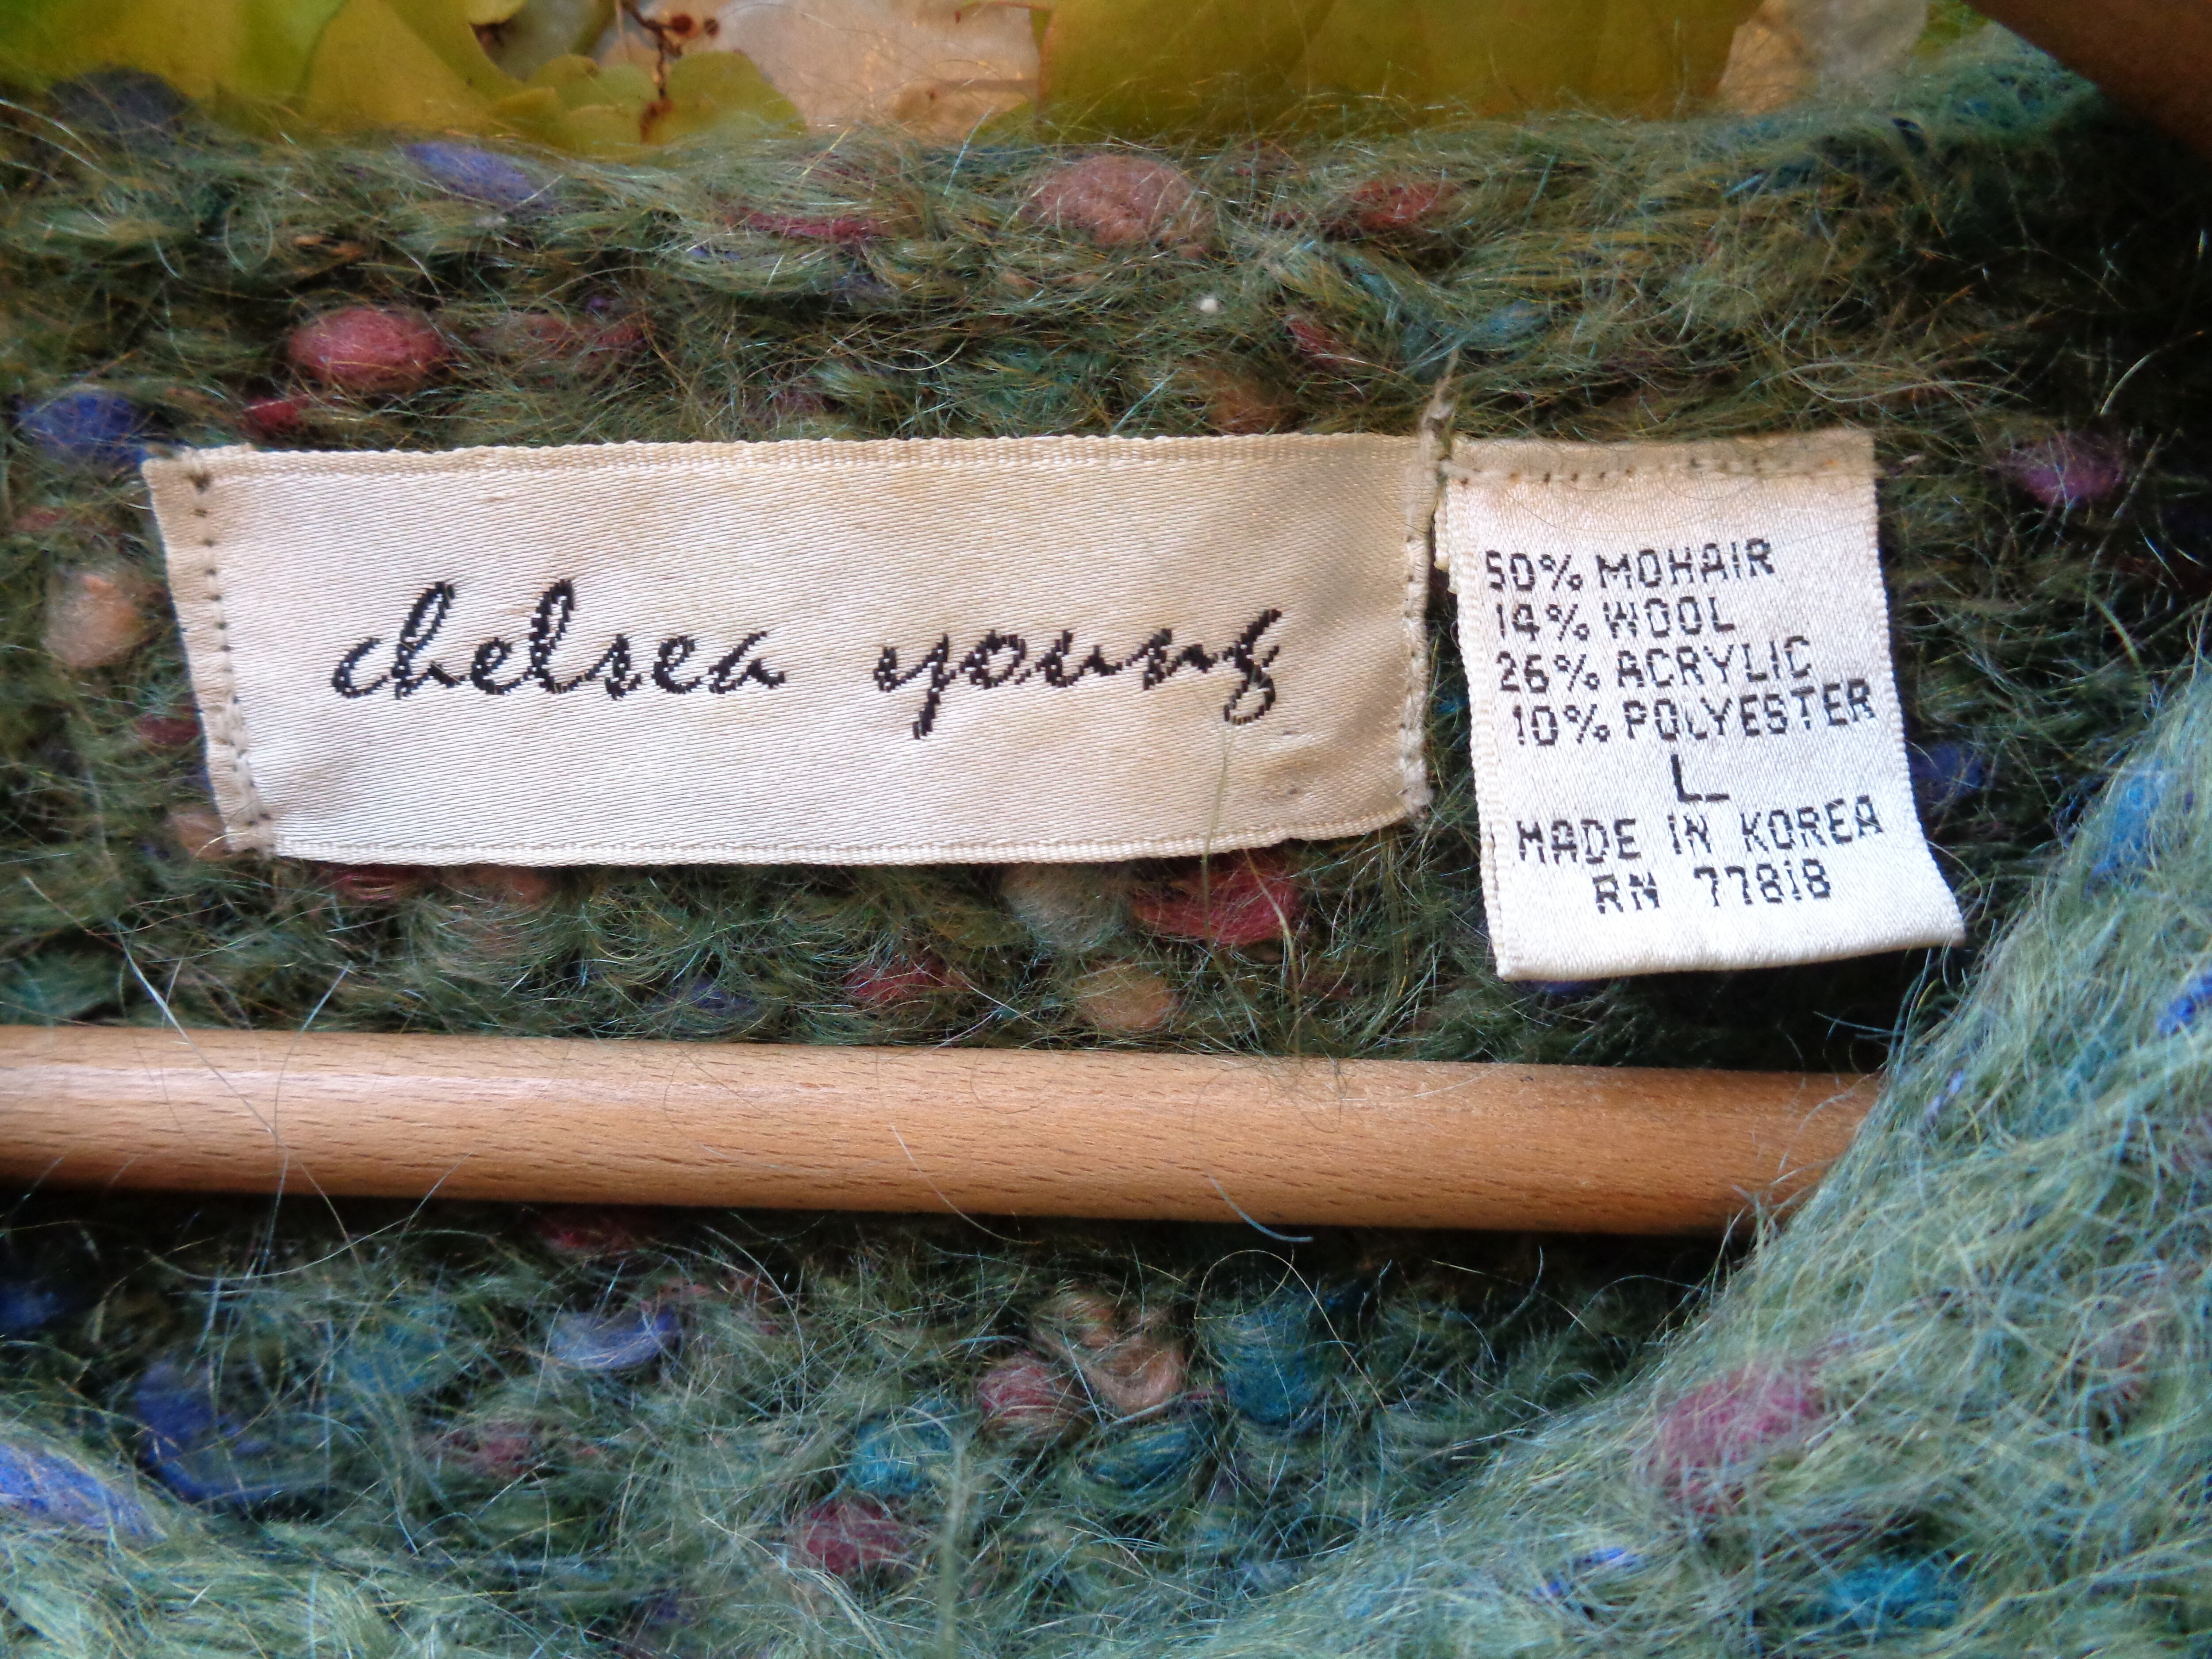 chelsea young
50% MOHAIR
14% WOOL
26% ACRYLIC
10% POLYESTER
L
MADE IN KOREA
RN 77818